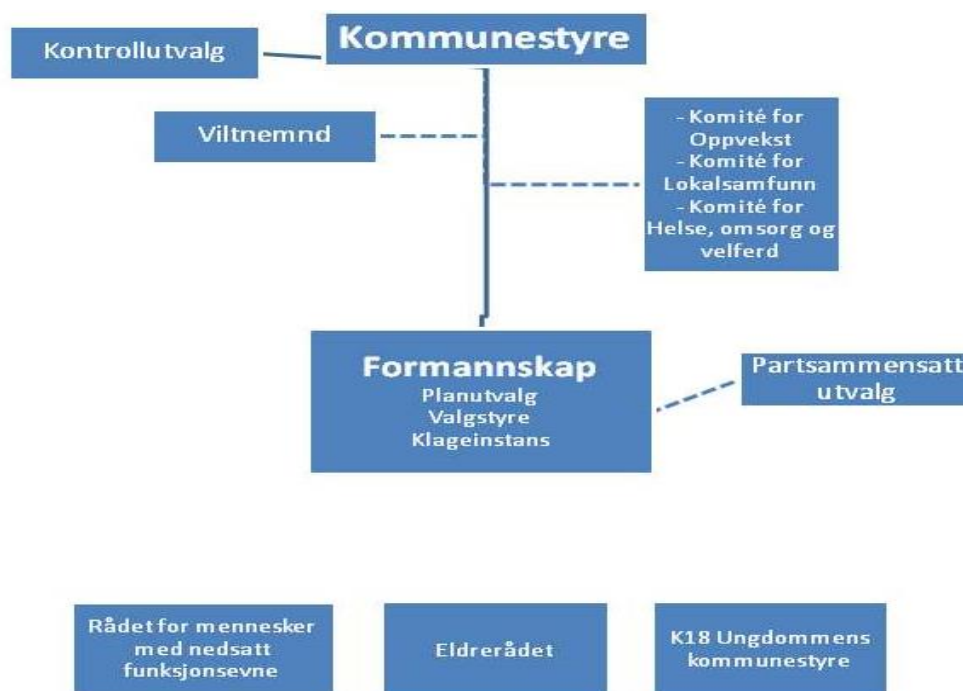 Kommunestyre
Kontrollutvalg
Viltnemnd
- Komité for
Oppvekst
- Komité for
Lokalsamfunn
- Komité for
Helse, omsorg og
velferd
Formannskap
Planutvalg
Valgstyre
Klageinstans
Partsammensatt
utvalg
Rådet for mennesker
med nedsatt
funksjonsevne
Eldrerådet
K18 Ungdommens
kommunestyre